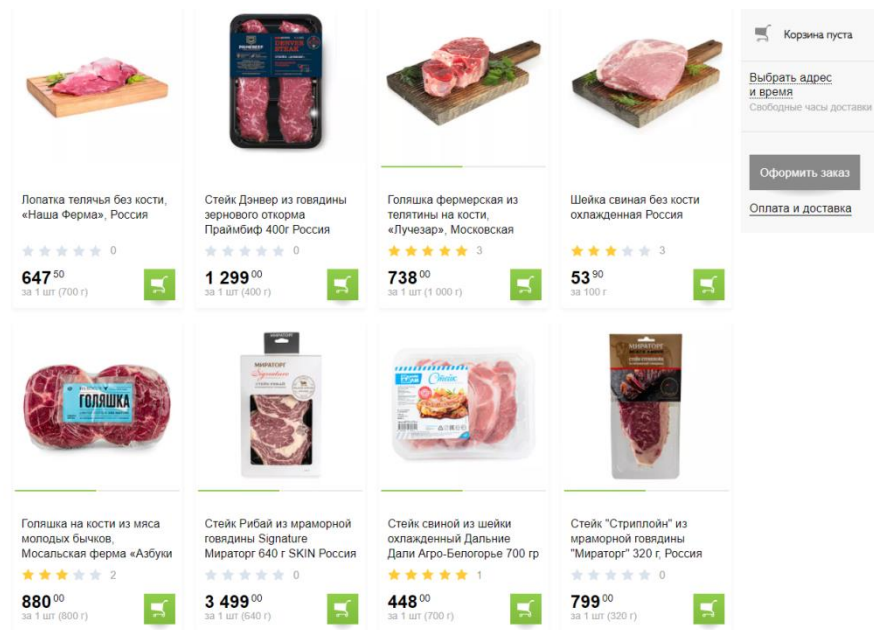 Корзина пуста
Выбрать адрес
и время
Свободные часы доставки
Оформить заказ
Оплата и доставка
DENVER
STEAK
Лопатка телячья без кости,
«Наша Ферма», Россия
0
647 50
за 1 шт (700 г)
Стейк Дэнвер из говядины
зернового откорма
Праймбиф 400г Россия
0
1 299 00
за 1 шт (400 г)
Голяшка фермерская из
телятины на кости,
«Лучезар», Московская
3
738 00
за 1 шт (1 000 г)
Шейка свиная без кости
охлажденная Россия
3
53 90
за 100 г
ГОЛЯШКА
МИРАТОРГ
Signature
Стейк
МИРАТОРГ
Голяшка на кости из мяса
молодых бычков,
Мосальская ферма «Азбуки
2
880 00
за 1 шт (800 г)
Стейк Рибай из мраморной
говядины Signature
Мираторг 640 г SKIN Россия
0
3 499 00
за 1 шт (640 г)
Стейк свиной из шейки
охлажденный Дальние
Дали Агро-Белогорье 700 гр
1
448 00
за 1 шт (700 г)
Стейк "Стриплойн" из
мраморной говядины
"Мираторг" 320 г, Россия
0
799 00
за 1 шт (320 г)